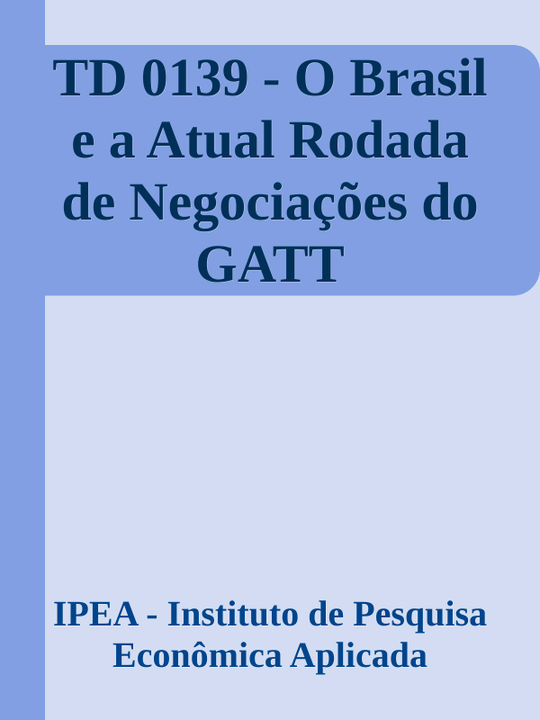 TD 0139 - O Brasil
e a Atual Rodada
de Negociações do
GATT
IPEA - Instituto de Pesquisa
Econômica Aplicada